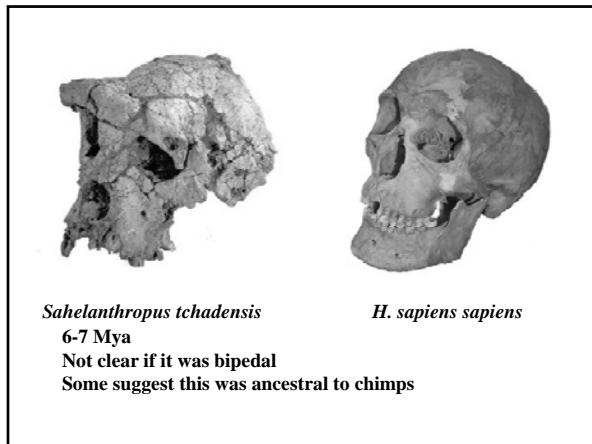 Sahelanthropus tchadensis
H. sapiens sapiens
6-7 Mya
Not clear if it was bipedal
Some suggest this was ancestral to chimps